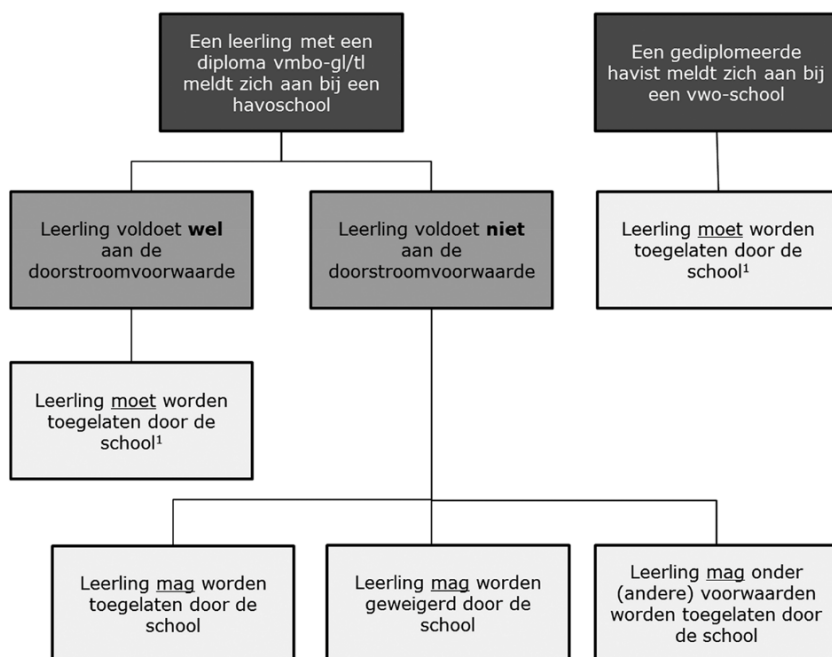 Een leerling met een
diploma vmbo-gl/tl
meldt zich aan bij een
havoschool
Een gediplomeerde
havist meldt zich aan bij
een vwo-school
Leerling voldoet wel
aan de
doorstroomvoorwaarde
Leerling voldoet niet
aan de
doorstroomvoorwaarde
Leerling moet worden
toegelaten door de
school¹
Leerling moet worden
toegelaten door de
school¹
Leerling mag worden
toegelaten door de
school
Leerling mag worden
geweigerd door de
school
Leerling mag onder
(andere) voorwaarden
worden toegelaten door
de school